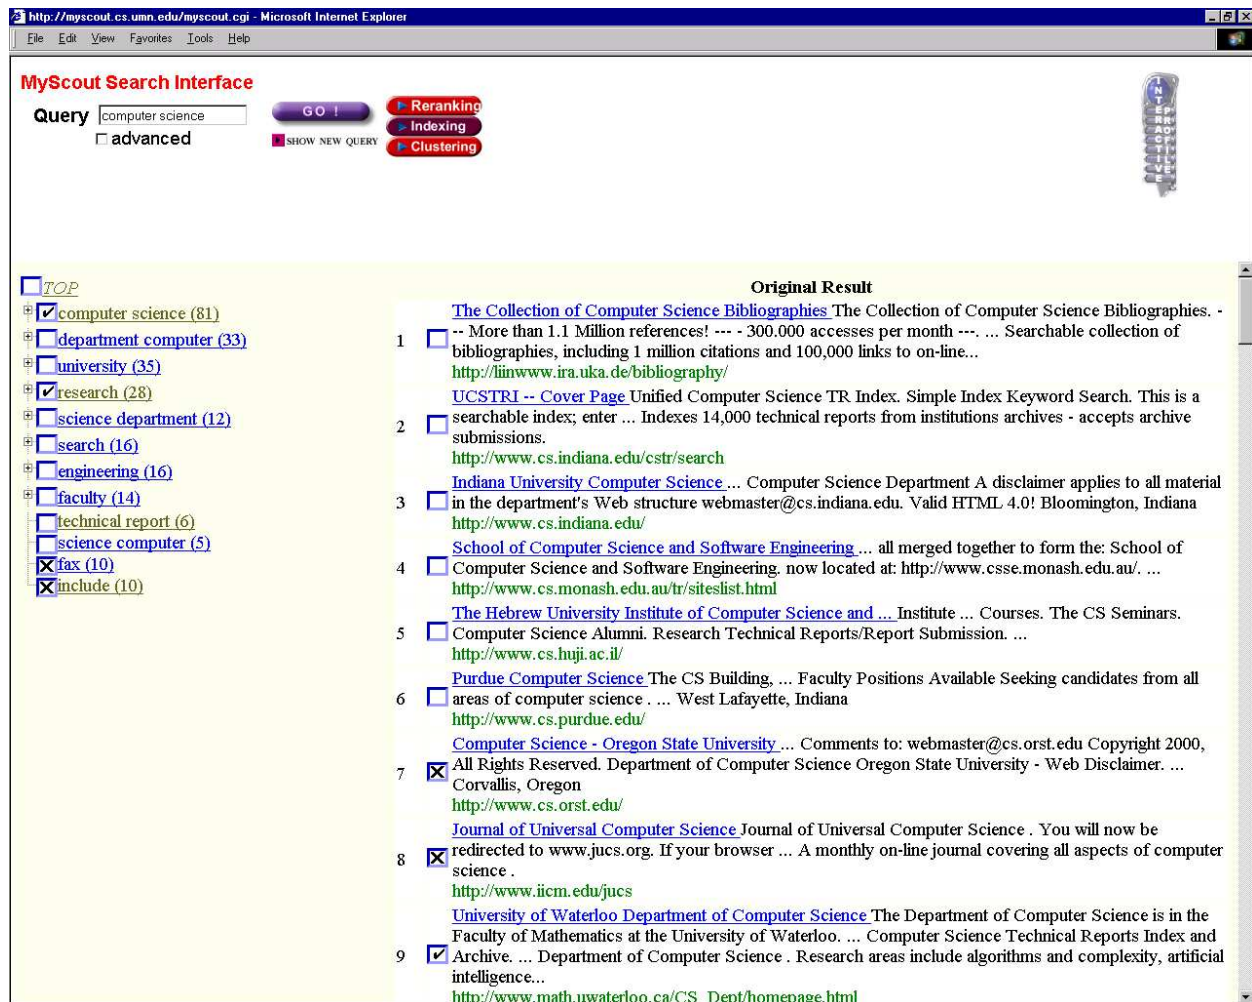 http://myscout.cs.umn.edu/myscout.cgi - Microsoft Internet Explorer
File Edit View Favorites Tools Help
MyScout Search Interface
Query computer science
advanced
GO !
SHOW NEW QUERY
Reranking
Indexing
Clustering
INTERACTIVE
PROFILE
TOP
computer science (81)
department computer (33)
university (35)
research (28)
science department (12)
search (16)
engineering (16)
faculty (14)
technical report (6)
science computer (5)
fax (10)
include (10)
Original Result
1
The Collection of Computer Science Bibliographies The Collection of Computer Science Bibliographies. -
-- More than 1.1 Million references! --- - 300.000 accesses per month ---. ... Searchable collection of
bibliographies, including 1 million citations and 100,000 links to on-line...
http://liinwww.ira.uka.de/bibliography/
2
UCSTRI -- Cover Page Unified Computer Science TR Index. Simple Index Keyword Search. This is a
searchable index; enter ... Indexes 14,000 technical reports from institutions archives - accepts archive
submissions.
http://www.cs.indiana.edu/cstr/search
3
Indiana University Computer Science ... Computer Science Department A disclaimer applies to all material
in the department's Web structure webmaster@cs.indiana.edu. Valid HTML 4.0! Bloomington, Indiana
http://www.cs.indiana.edu/
4
School of Computer Science and Software Engineering ... all merged together to form the: School of
Computer Science and Software Engineering. now located at: http://www.csse.monash.edu.au/. ...
http://www.cs.monash.edu.au/tr/siteslist.html
5
The Hebrew University Institute of Computer Science and ... Institute ... Courses. The CS Seminars.
Computer Science Alumni. Research Technical Reports/Report Submission. ...
http://www.cs.huji.ac.il/
6
Purdue Computer Science The CS Building, ... Faculty Positions Available Seeking candidates from all
areas of computer science . ... West Lafayette, Indiana
http://www.cs.purdue.edu/
7
Computer Science - Oregon State University ... Comments to: webmaster@cs.orst.edu Copyright 2000,
All Rights Reserved. Department of Computer Science Oregon State University - Web Disclaimer. ...
Corvallis, Oregon
http://www.cs.orst.edu/
8
Journal of Universal Computer Science Journal of Universal Computer Science . You will now be
redirected to www.jucs.org. If your browser ... A monthly on-line journal covering all aspects of computer
science .
http://www.iicm.edu/jucs
9
University of Waterloo Department of Computer Science The Department of Computer Science is in the
Faculty of Mathematics at the University of Waterloo. ... Computer Science Technical Reports Index and
Archive. ... Department of Computer Science . Research areas include algorithms and complexity, artificial
intelligence...
http://www.math.uwaterloo.ca/CS_Dept/homepage.html